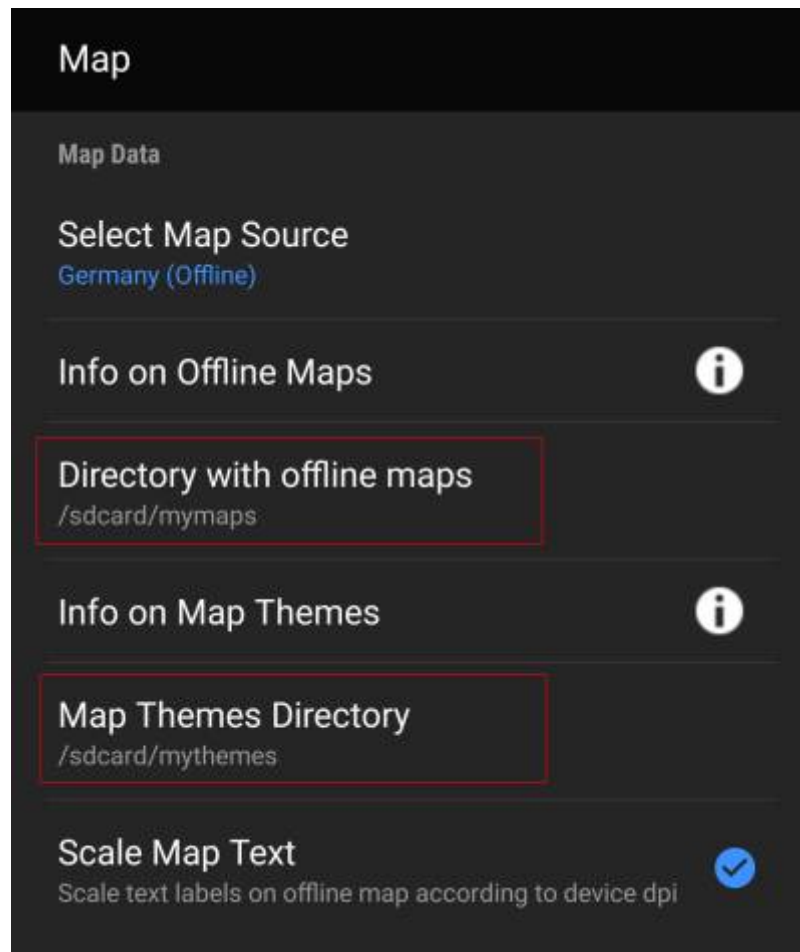 Map
Map Data
Select Map Source
Germany (Offline)
Info on Offline Maps
Directory with offline maps
/sdcard/mymaps
Info on Map Themes
Map Themes Directory
/sdcard/mythemes
Scale Map Text
Scale text labels on offline map according to device dpi